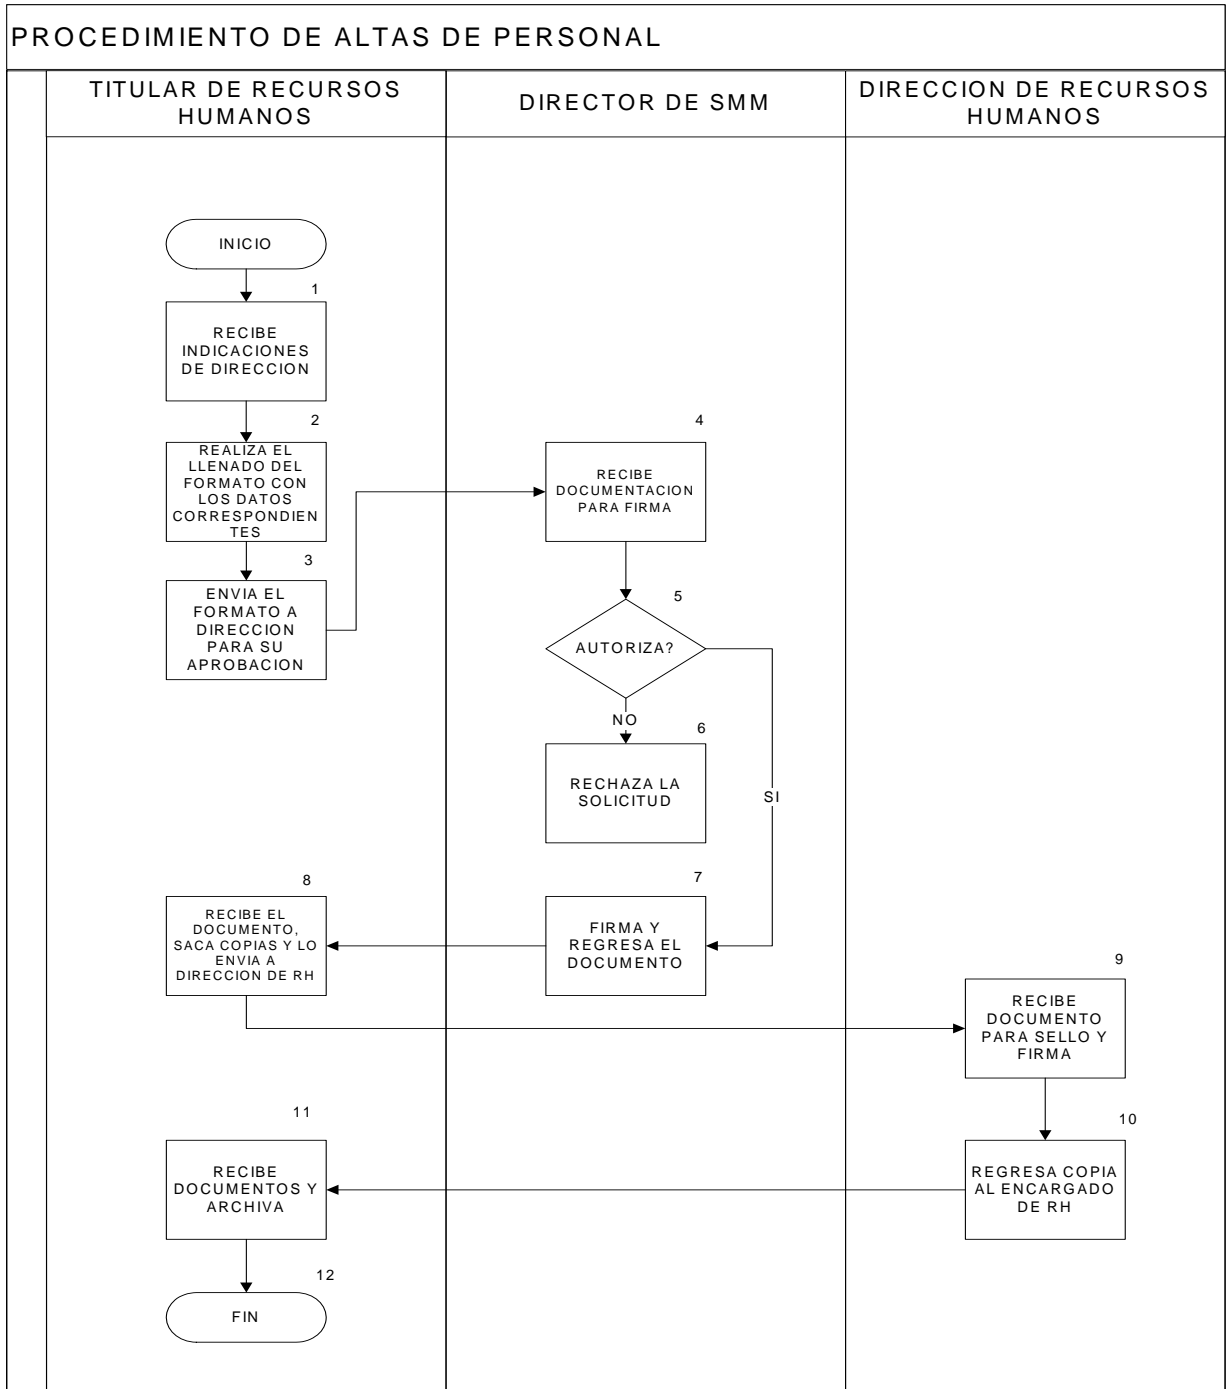 PROCEDIMIENTO DE ALTAS DE PERSONAL
TITULAR DE RECURSOS
HUMANOS
DIRECTOR DE SMM
DIRECCION DE RECURSOS
HUMANOS
INICIO
1
RECIBE
INDICACIONES
DE DIRECCION
2
REALIZA EL
LLENADO DEL
FORMATO CON
LOS DATOS
CORRESPONDIEN
TES
3
ENVIA EL
FORMATO A
DIRECCION
PARA SU
APROBACION
4
RECIBE
DOCUMENTACION
PARA FIRMA
5
AUTORIZA?
NO
6
RECHAZA LA
SOLICITUD
SI
7
FIRMA Y
REGRESA EL
DOCUMENTO
8
RECIBE EL
DOCUMENTO,
SACA COPIAS Y LO
ENVIA A
DIRECCION DE RH
9
RECIBE
DOCUMENTO
PARA SELLO Y
FIRMA
10
REGRESA COPIA
AL ENCARGADO
DE RH
11
RECIBE
DOCUMENTOS Y
ARCHIVA
12
FIN